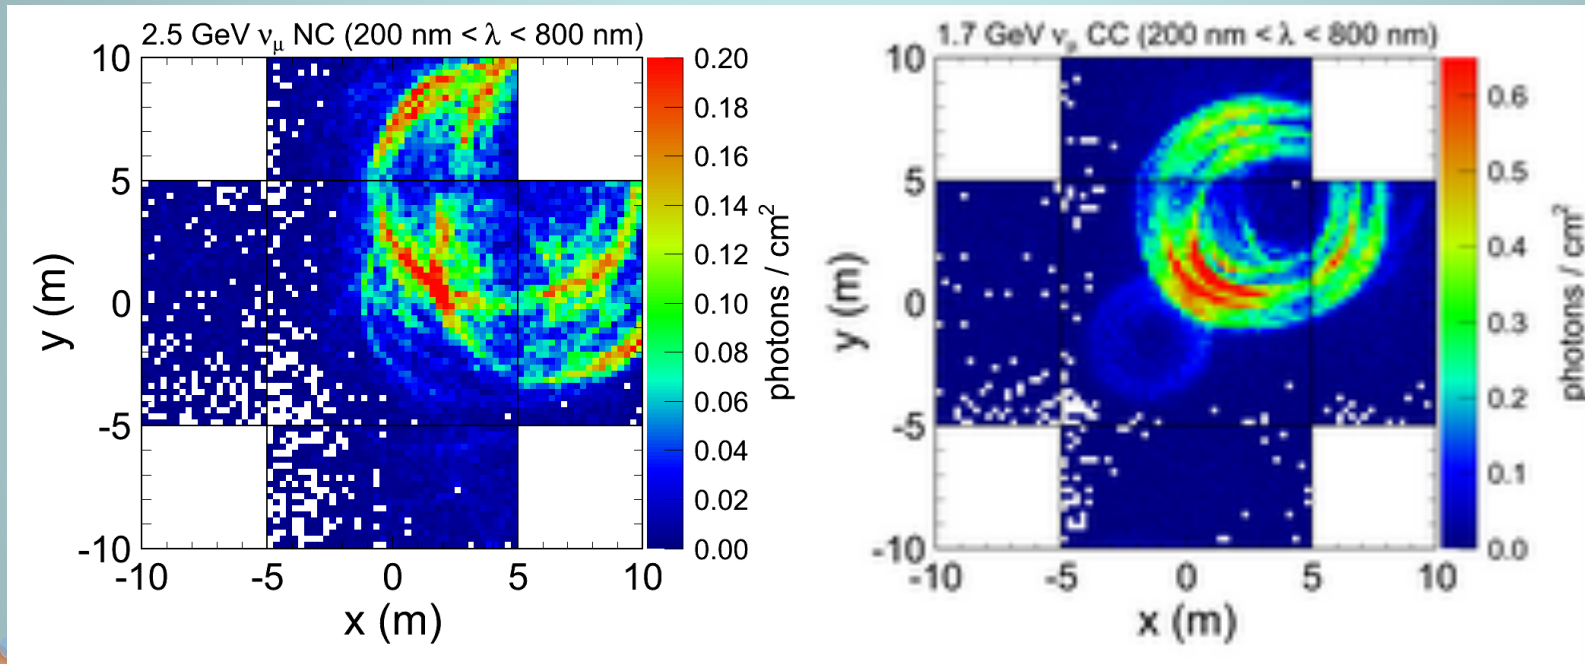 2.5 GeV νμ NC (200 nm < λ < 800 nm)
10
5
0
-5
-10
y (m)
-10 -5 0 5 10
x (m)
0.20
0.18
0.16
0.14
0.12
0.10
0.08
0.06
0.04
0.02
0.00
photons / cm²
1.7 GeV νμ CC (200 nm < λ < 800 nm)
10
5
0
-5
-10
y (m)
-10 -5 0 5 10
x (m)
0.6
0.5
0.4
0.3
0.2
0.1
0.0
photons / cm²